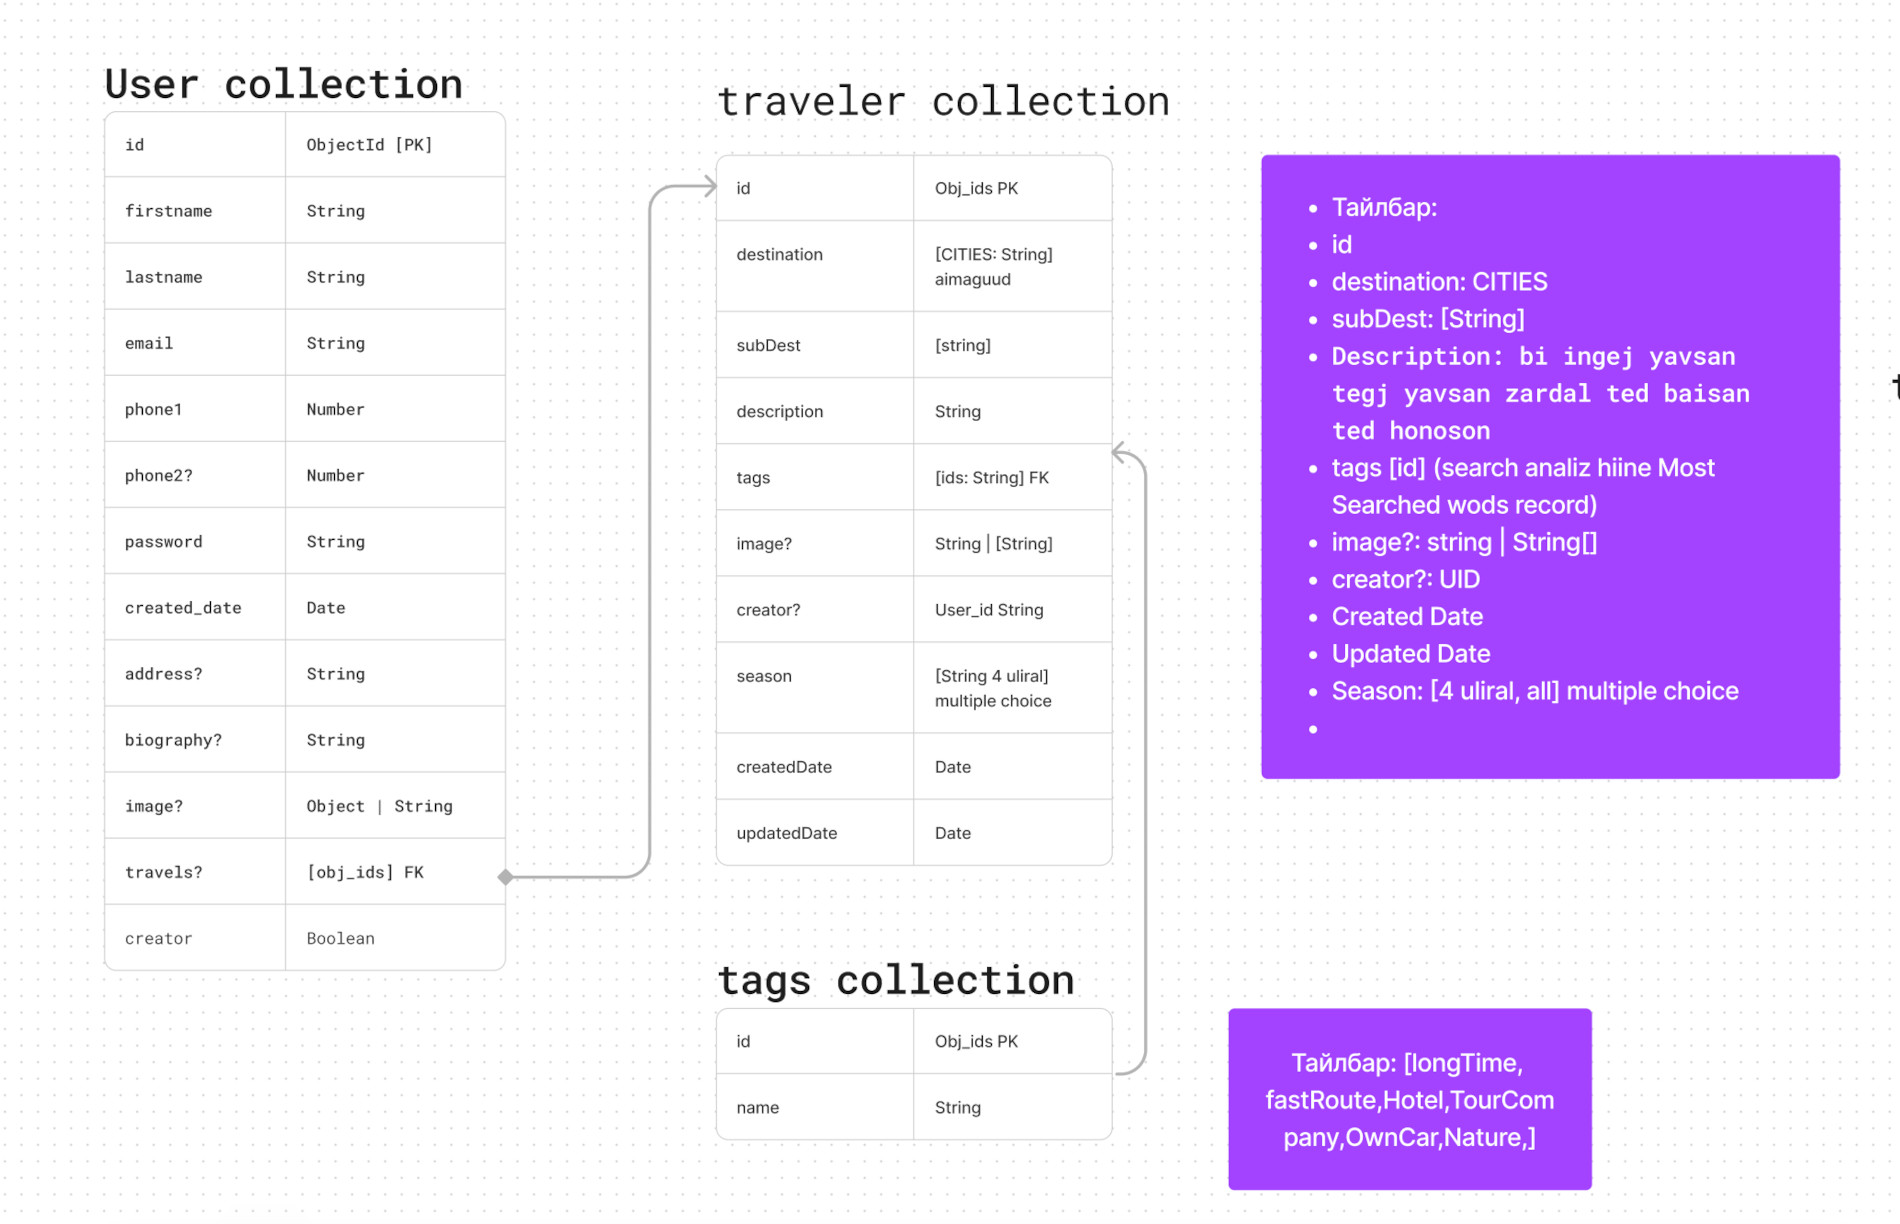 User collection
id ObjectId [PK]
firstname String
lastname String
email String
phone1 Number
phone2? Number
password String
created_date Date
address? String
biography? String
image? Object | String
travels? [obj_ids] FK
creator Boolean
traveler collection
id Obj_ids PK
destination [CITIES: String]
aimaguud
subDest [string]
description String
tags [ids: String] FK
image? String | [String]
creator? User_id String
season [String 4 uliral]
multiple choice
createdDate Date
updatedDate Date
tags collection
id Obj_ids PK
name String
Тайлбар:
id
destination: CITIES
subDest: [String]
Description: bi ingej yavsan
tegj yavsan zardal ted baisan
ted honoson
tags [id] (search analiz hiine Most
Searched wods record)
image?: string | String[]
creator?: UID
Created Date
Updated Date
Season: [4 uliral, all] multiple choice
Тайлбар: [longTime,
fastRoute,Hotel,TourCom
pany,OwnCar,Nature,]